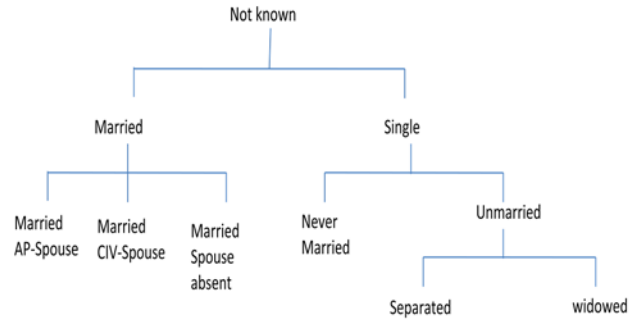 Not known
Married
Single
Married
AP-Spouse
Married
CIV-Spouse
Married
Spouse
absent
Never
Married
Unmarried
Separated
widowed